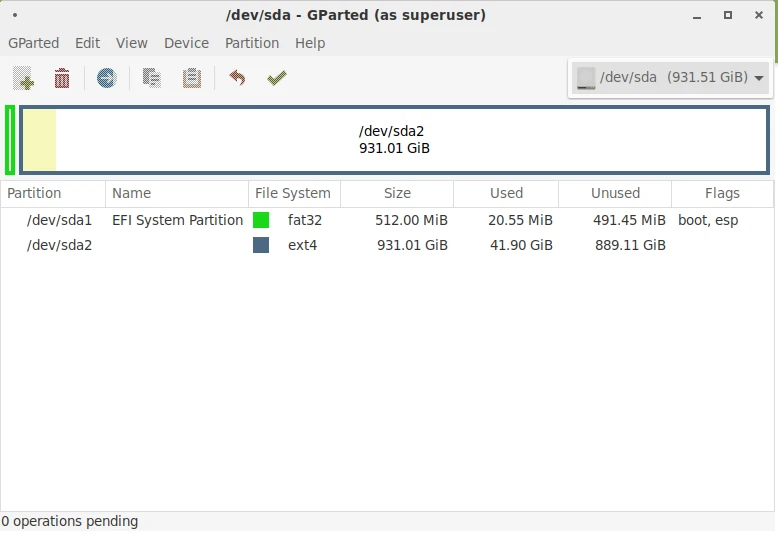 /dev/sda - GParted (as superuser)
GParted Edit View Device Partition Help
/dev/sda (931.51 GiB)
/dev/sda2
931.01 GiB
Partition Name File System Size Used Unused Flags
/dev/sda1 EFI System Partition fat32 512.00 MiB 20.55 MiB 491.45 MiB boot, esp
/dev/sda2 ext4 931.01 GiB 41.90 GiB 889.11 GiB
0 operations pending